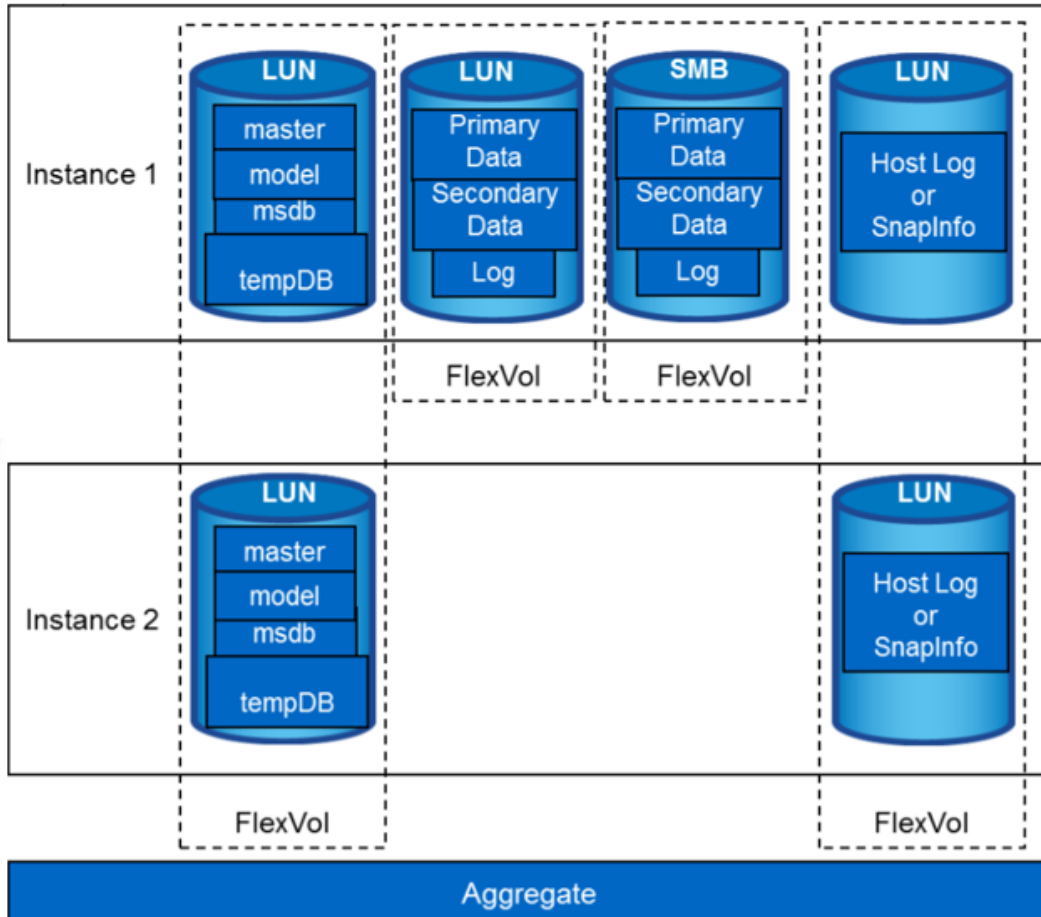 LUN
LUN
SMB
LUN
Instance 1
master
model
msdb
tempDB
Primary
Data
Secondary
Data
Log
Primary
Data
Secondary
Data
Log
Host Log
or
SnapInfo
FlexVol
FlexVol
LUN
LUN
Instance 2
master
model
msdb
tempDB
Host Log
or
SnapInfo
FlexVol
FlexVol
Aggregate